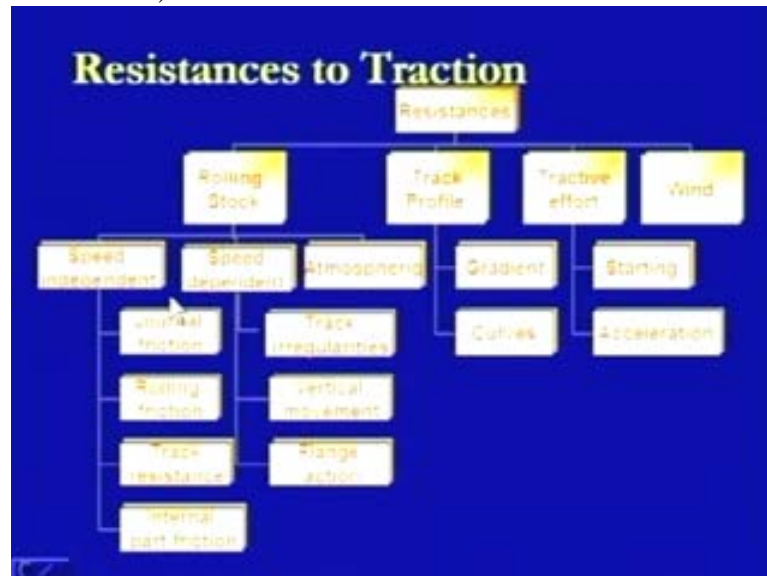 Resistances to Traction
Resistances
Rolling
Stock
Track
Profile
Tractive
effort
Wind
Speed
independent
Speed
dependent
Atmospheric
Gradient
Starting
Journal
friction
Track
irregularities
Curves
Acceleration
Rolling
friction
Vertical
movement
Track
resistance
Flange
action
Internal
part friction